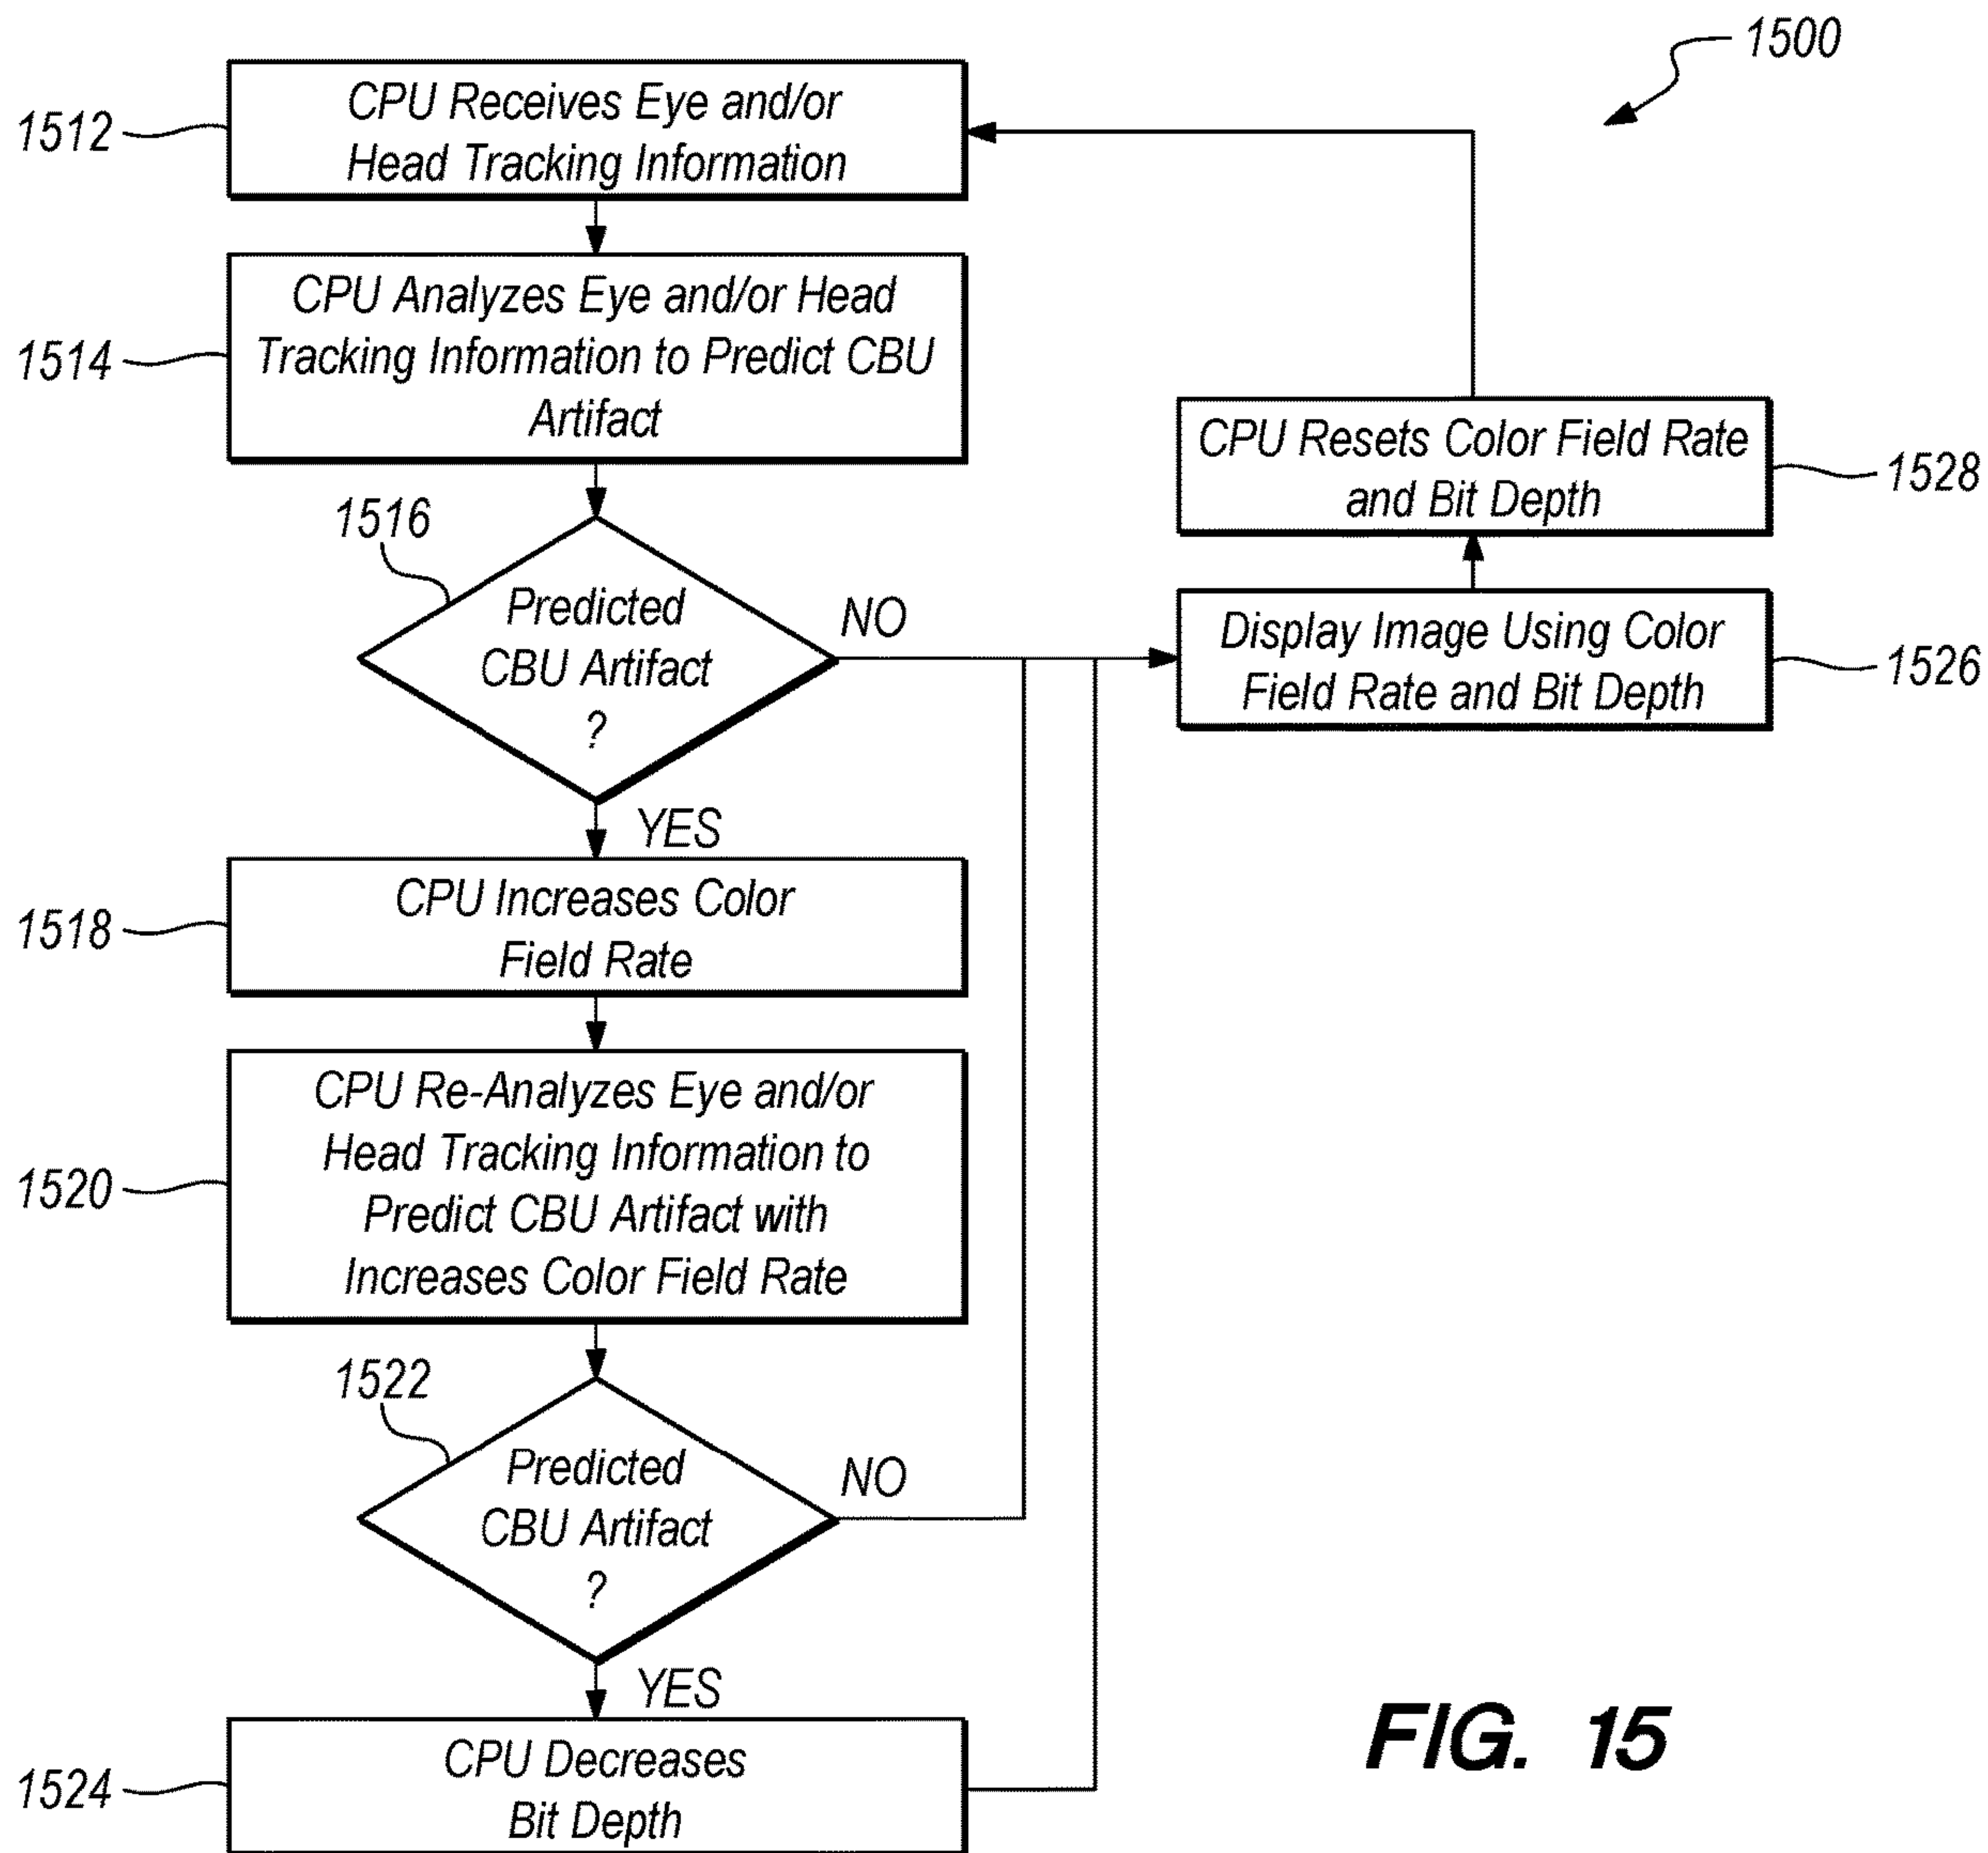 1500
1512
CPU Receives Eye and/or
Head Tracking Information
1514
CPU Analyzes Eye and/or Head
Tracking Information to Predict CBU
Artifact
1516
Predicted
CBU Artifact
?
NO
YES
1518
CPU Increases Color
Field Rate
1520
CPU Re-Analyzes Eye and/or
Head Tracking Information to
Predict CBU Artifact with
Increases Color Field Rate
1522
Predicted
CBU Artifact
?
NO
YES
1524
CPU Decreases
Bit Depth
CPU Resets Color Field Rate
and Bit Depth
1528
Display Image Using Color
Field Rate and Bit Depth
1526
FIG. 15